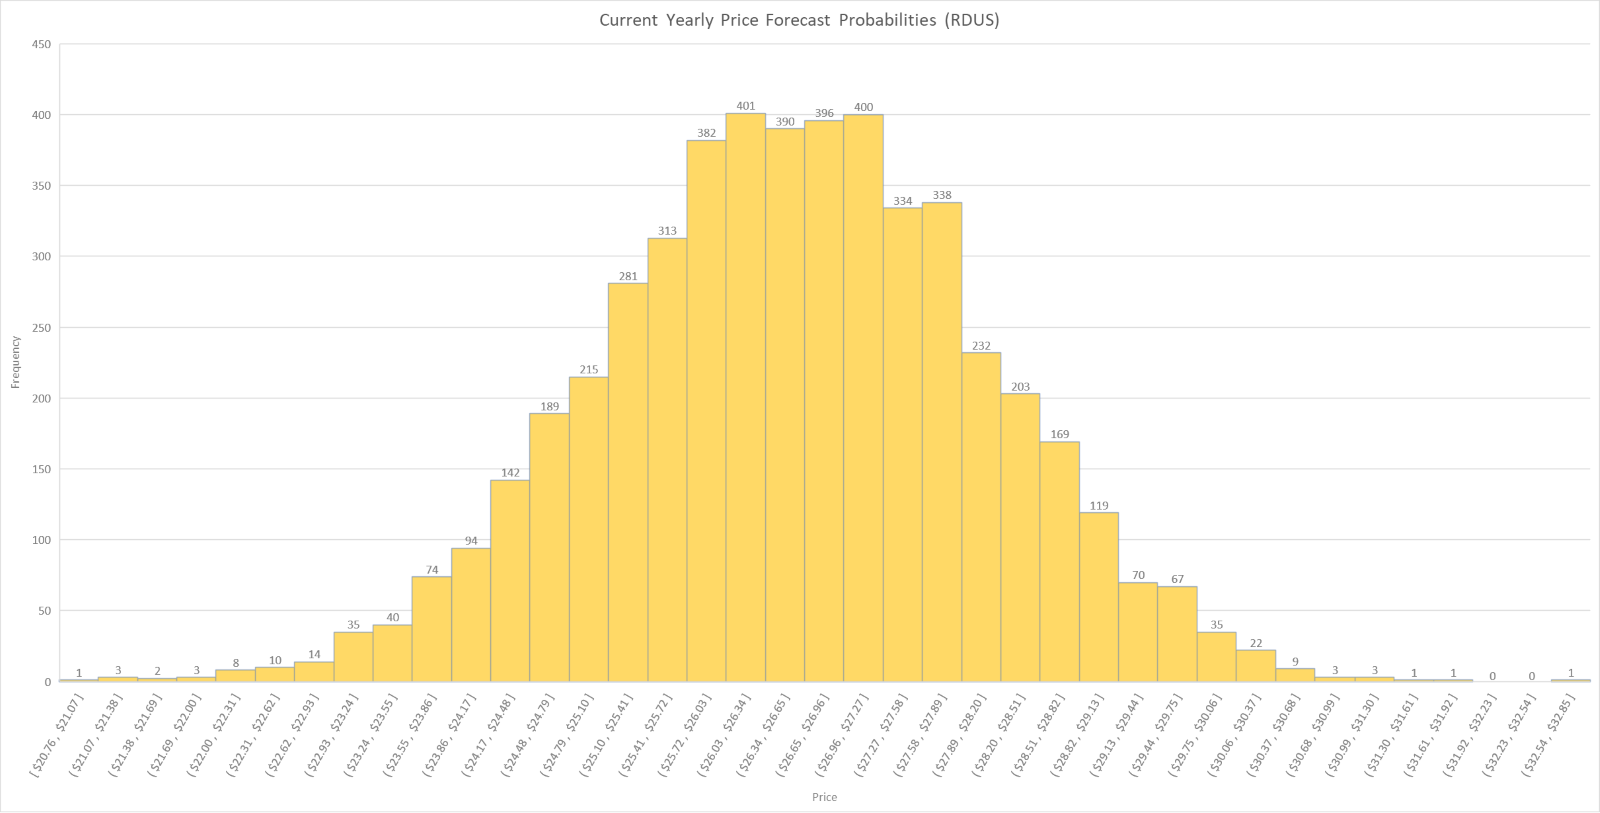 Current Yearly Price Forecast Probabilities (RDUS)
450
400
350
300
250
200
150
100
50
0
Frequency
1
3
2
3
8
10
14
35
40
74
94
142
189
215
281
313
382
401
390
396
400
334
338
232
203
169
119
70
67
35
22
9
3
3
1
1
0
0
1
[ $20.76 , $21.07 ]
( $21.07 , $21.38 ]
( $21.38 , $21.69 ]
( $21.69 , $22.00 ]
( $22.00 , $22.31 ]
( $22.31 , $22.62 ]
( $22.62 , $22.93 ]
( $22.93 , $23.24 ]
( $23.24 , $23.55 ]
( $23.55 , $23.86 ]
( $23.86 , $24.17 ]
( $24.17 , $24.48 ]
( $24.48 , $24.79 ]
( $24.79 , $25.10 ]
( $25.10 , $25.41 ]
( $25.41 , $25.72 ]
( $25.72 , $26.03 ]
( $26.03 , $26.34 ]
( $26.34 , $26.65 ]
( $26.65 , $26.96 ]
( $26.96 , $27.27 ]
( $27.27 , $27.58 ]
( $27.58 , $27.89 ]
( $27.89 , $28.20 ]
( $28.20 , $28.51 ]
( $28.51 , $28.82 ]
( $28.82 , $29.13 ]
( $29.13 , $29.44 ]
( $29.44 , $29.75 ]
( $29.75 , $30.06 ]
( $30.06 , $30.37 ]
( $30.37 , $30.68 ]
( $30.68 , $30.99 ]
( $30.99 , $31.30 ]
( $31.30 , $31.61 ]
( $31.61 , $31.92 ]
( $31.92 , $32.23 ]
( $32.23 , $32.54 ]
( $32.54 , $32.85 ]
Price